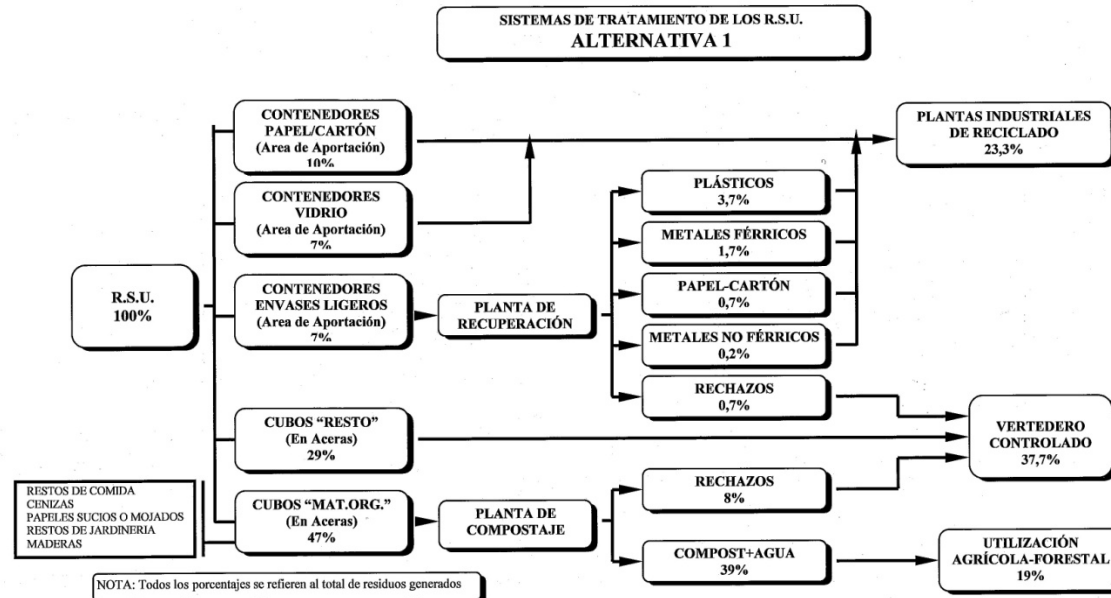 SISTEMAS DE TRATAMIENTO DE LOS R.S.U.
ALTERNATIVA 1
R.S.U.
100%
CONTENEDORES
PAPEL/CARTÓN
(Area de Aportación)
10%
CONTENEDORES
VIDRIO
(Area de Aportación)
7%
CONTENEDORES
ENVASES LIGEROS
(Area de Aportación)
7%
CUBOS “RESTO”
(En Aceras)
29%
CUBOS “MAT.ORG.”
(En Aceras)
47%
RESTOS DE COMIDA
CENIZAS
PAPELES SUCIOS O MOJADOS
RESTOS DE JARDINERIA
MADERAS
PLANTA DE
RECUPERACIÓN
PLANTA DE
COMPOSTAJE
PLÁSTICOS
3,7%
METALES FÉRRICOS
1,7%
PAPEL-CARTÓN
0,7%
METALES NO FÉRRICOS
0,2%
RECHAZOS
0,7%
RECHAZOS
8%
COMPOST+AGUA
39%
PLANTAS INDUSTRIALES
DE RECICLADO
23,3%
VERTEDERO
CONTROLADO
37,7%
UTILIZACIÓN
AGRÍCOLA-FORESTAL
19%
NOTA: Todos los porcentajes se refieren al total de residuos generados